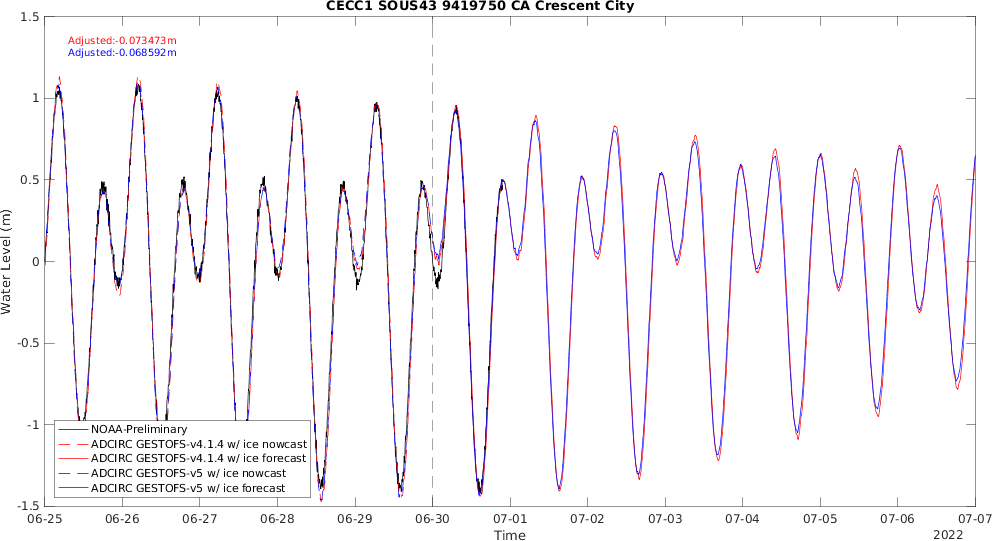 CECC1 SOUS43 9419750 CA Crescent City
Adjusted:-0.073473m
Adjusted:-0.068592m
Water Level (m)
1.5
1
0.5
0
-0.5
-1
-1.5
NOAA-Preliminary
ADCIRC GESTOFS-v4.1.4 w/ ice nowcast
ADCIRC GESTOFS-v4.1.4 w/ ice forecast
ADCIRC GESTOFS-v5 w/ ice nowcast
ADCIRC GESTOFS-v5 w/ ice forecast
06-25 06-26 06-27 06-28 06-29 06-30 07-01 07-02 07-03 07-04 07-05 07-06 07-07
Time
2022